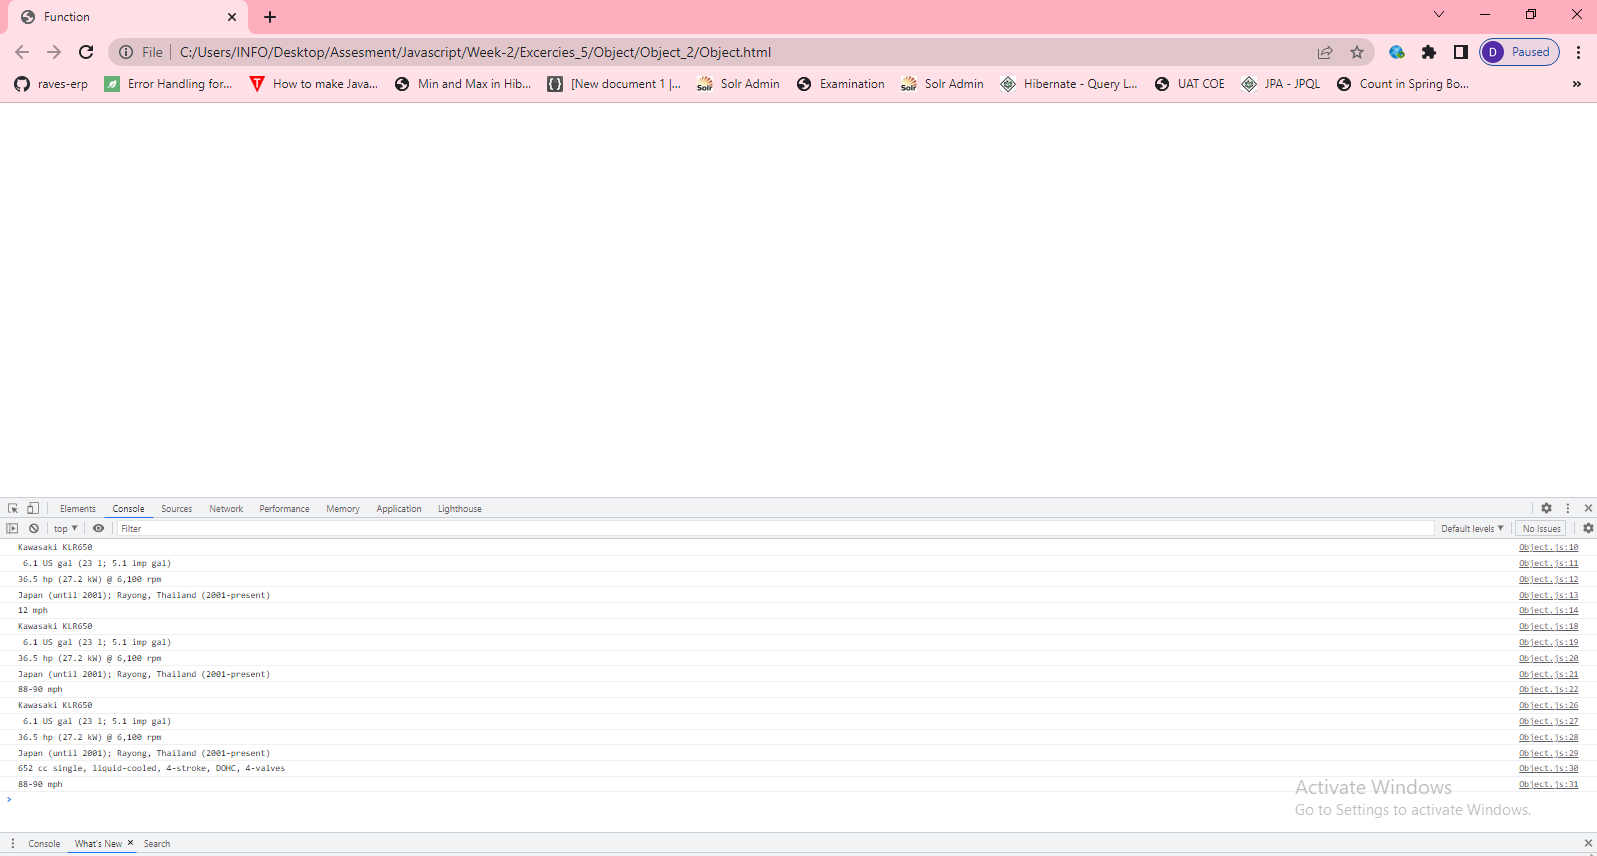 Function
File C:/Users/INFO/Desktop/Assesment/Javascript/Week-2/Excercies_5/Object/Object_2/Object.html D Paused
raves-erp Error Handling for... How to make Java... Min and Max in Hib... [New document 1 |... Solr Solr Admin Examination Solr Solr Admin Hibernate - Query L... UAT COE JPA - JPQL Count in Spring Bo... »
Elements Console Sources Network Performance Memory Application Lighthouse
top Filter Default levels No Issues
Kawasaki KLR650 Object.js:10
6.1 US gal (23 l; 5.1 imp gal) Object.js:11
36.5 hp (27.2 kW) @ 6,100 rpm Object.js:12
Japan (until 2001); Rayong, Thailand (2001-present) Object.js:13
12 mph Object.js:14
Kawasaki KLR650 Object.js:18
6.1 US gal (23 l; 5.1 imp gal) Object.js:19
36.5 hp (27.2 kW) @ 6,100 rpm Object.js:20
Japan (until 2001); Rayong, Thailand (2001-present) Object.js:21
88-90 mph Object.js:22
Kawasaki KLR650 Object.js:26
6.1 US gal (23 l; 5.1 imp gal) Object.js:27
36.5 hp (27.2 kW) @ 6,100 rpm Object.js:28
Japan (until 2001); Rayong, Thailand (2001-present) Object.js:29
652 cc single, liquid-cooled, 4-stroke, DOHC, 4-valves Object.js:30
88-90 mph Object.js:31
>
Activate Windows
Go to Settings to activate Windows.
Console What's New Search